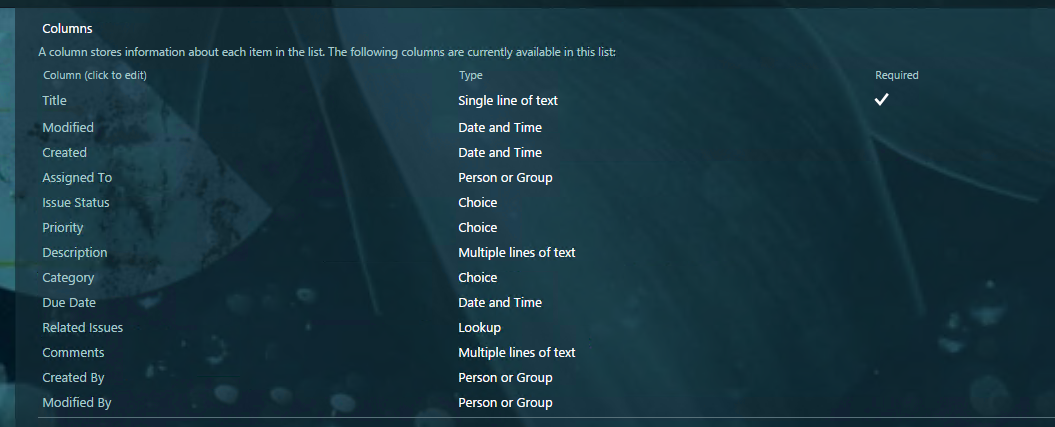 Columns
A column stores information about each item in the list. The following columns are currently available in this list:
Column (click to edit) Type Required
Title Single line of text
Modified Date and Time
Created Date and Time
Assigned To Person or Group
Issue Status Choice
Priority Choice
Description Multiple lines of text
Category Choice
Due Date Date and Time
Related Issues Lookup
Comments Multiple lines of text
Created By Person or Group
Modified By Person or Group